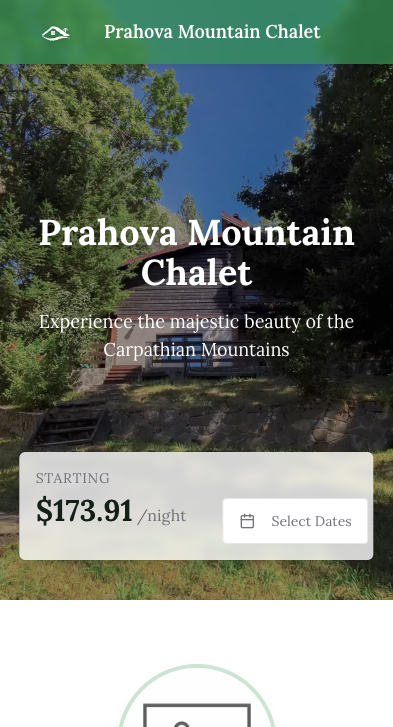 Prahova Mountain Chalet
Prahova Mountain
Chalet
Experience the majestic beauty of the
Carpathian Mountains
STARTING
$173.91 /night
Select Dates